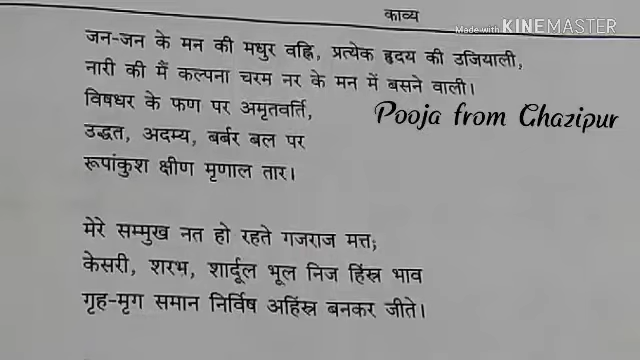 काव्य
Made with KINEMASTER
जन-जन के मन की मधुर वह्नि, प्रत्येक हृदय की उजियाली,
नारी की मैं कल्पना चरम नर के मन में बसने वाली।
विषधर के फण पर अमृतवर्ति,
Pooja from Ghazipur
उद्धत, अदम्य, बर्बर बल पर
रूपांकुश क्षीण मृणाल तार।
मेरे सम्मुख नत हो रहते गजराज मत्त;
केसरी, शरभ, शार्दूल भूल निज हिंस्र भाव
गृह-मृग समान निर्विष अहिंस्र बनकर जीते।